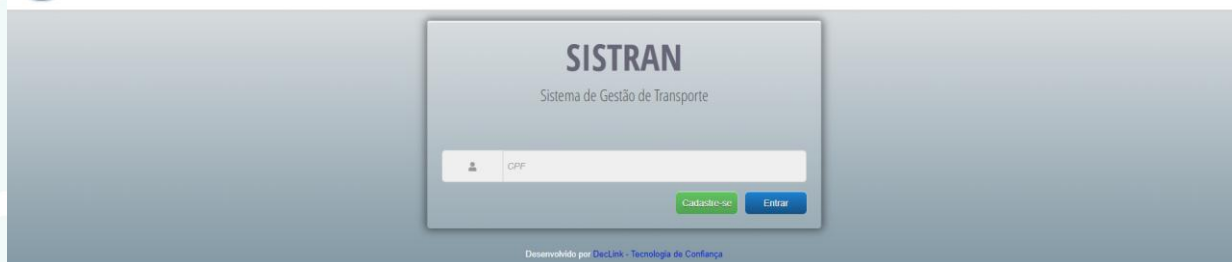 SISTRAN
Sistema de Gestão de Transporte
CPF
Cadastre-se Entrar
Desenvolvido por DecLink - Tecnologia de Confiança